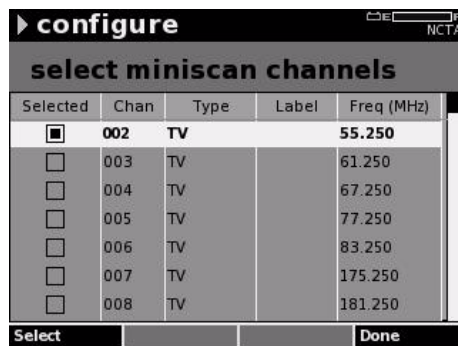 configure
E F
NCTA
select miniscan channels
Selected Chan Type Label Freq (MHz)
002 TV 55.250
003 TV 61.250
004 TV 67.250
005 TV 77.250
006 TV 83.250
007 TV 175.250
008 TV 181.250
Select Done